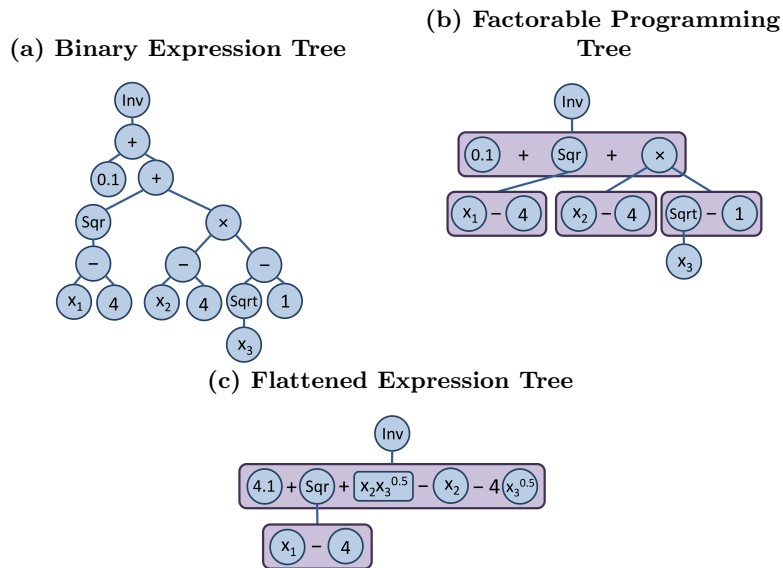 (a) Binary Expression Tree
Inv
+
0.1
+
Sqr
×
−
−
−
x1
4
x2
4
Sqrt
1
x3
(b) Factorable Programming
Tree
Inv
0.1 + Sqr + ×
x1 − 4
x2 − 4
Sqrt − 1
x3
(c) Flattened Expression Tree
Inv
4.1 + Sqr + x2x3^0.5 − x2 − 4 x3^0.5
x1 − 4